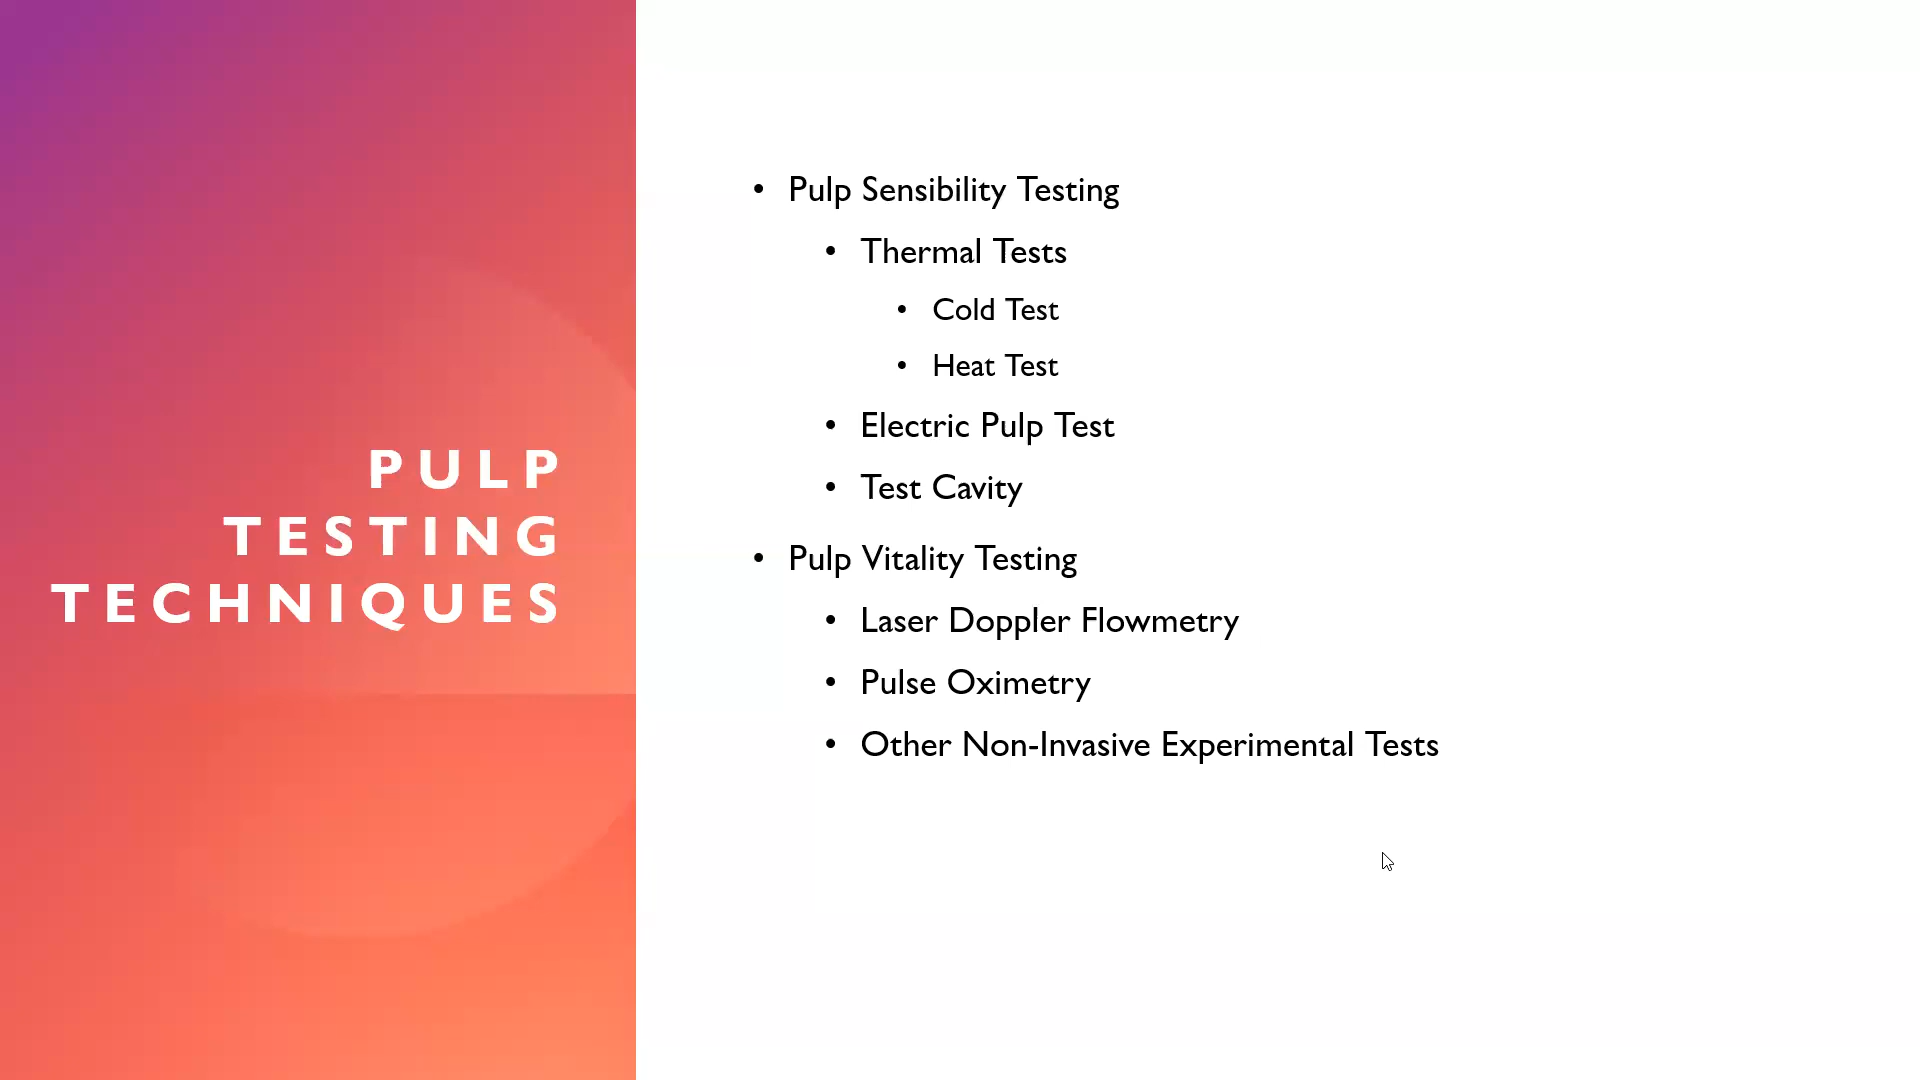 PULP
TESTING
TECHNIQUES
• Pulp Sensibility Testing
• Thermal Tests
• Cold Test
• Heat Test
• Electric Pulp Test
• Test Cavity
• Pulp Vitality Testing
• Laser Doppler Flowmetry
• Pulse Oximetry
• Other Non-Invasive Experimental Tests